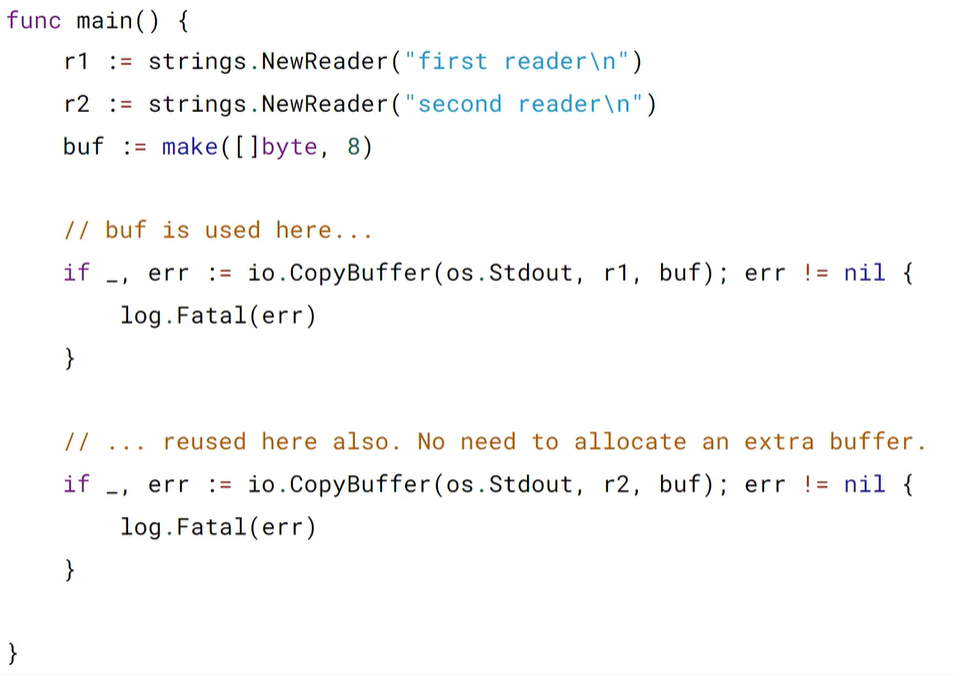 func main() {
    r1 := strings.NewReader("first reader\n")
    r2 := strings.NewReader("second reader\n")
    buf := make([]byte, 8)

    // buf is used here...
    if _, err := io.CopyBuffer(os.Stdout, r1, buf); err != nil {
        log.Fatal(err)
    }

    // ... reused here also. No need to allocate an extra buffer.
    if _, err := io.CopyBuffer(os.Stdout, r2, buf); err != nil {
        log.Fatal(err)
    }

}